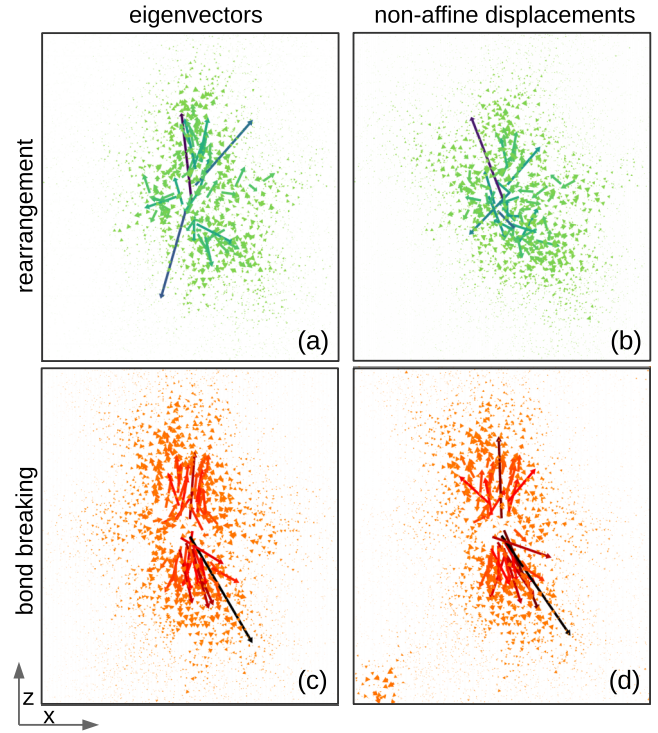 eigenvectors
non-affine displacements
rearrangement
(a)
(b)
bond breaking
(c)
(d)
z
x